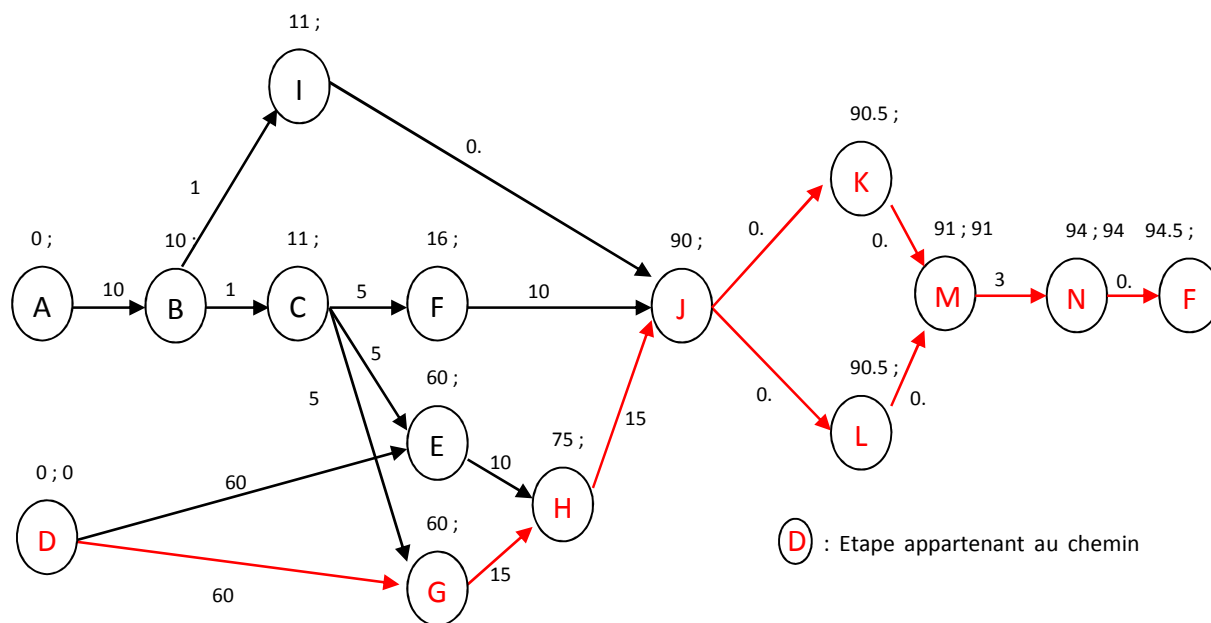 11 ;
I
90.5 ;
0.
K
1
0 ;
10 ;
11 ;
16 ;
90 ;
0.
0.
91 ; 91
94 ; 94
94.5 ;
A
10
B
1
C
5
F
10
J
M
3
N
0.
F
5
60 ;
90.5 ;
5
0.
0.
15
L
E
75 ;
0 ; 0
60
10
H
D
60 ;
D : Etape appartenant au chemin
G
15
60